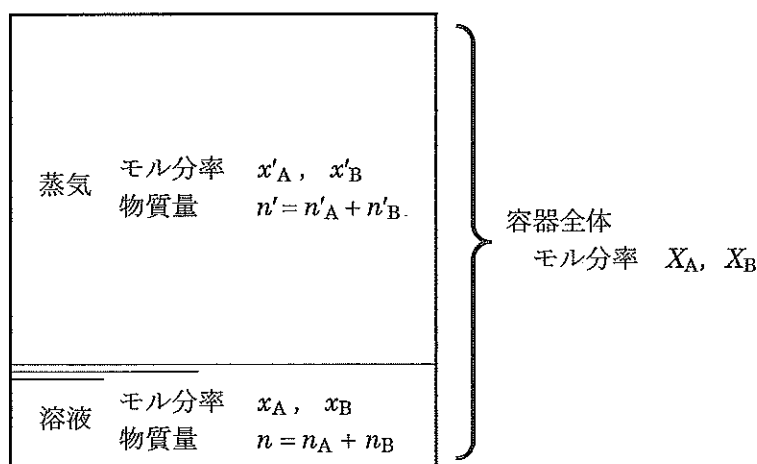 蒸気 モル分率 x'A, x'B
物質量 n' = n'A + n'B
容器全体
モル分率 XA, XB
溶液 モル分率 xA, xB
物質量 n = nA + nB